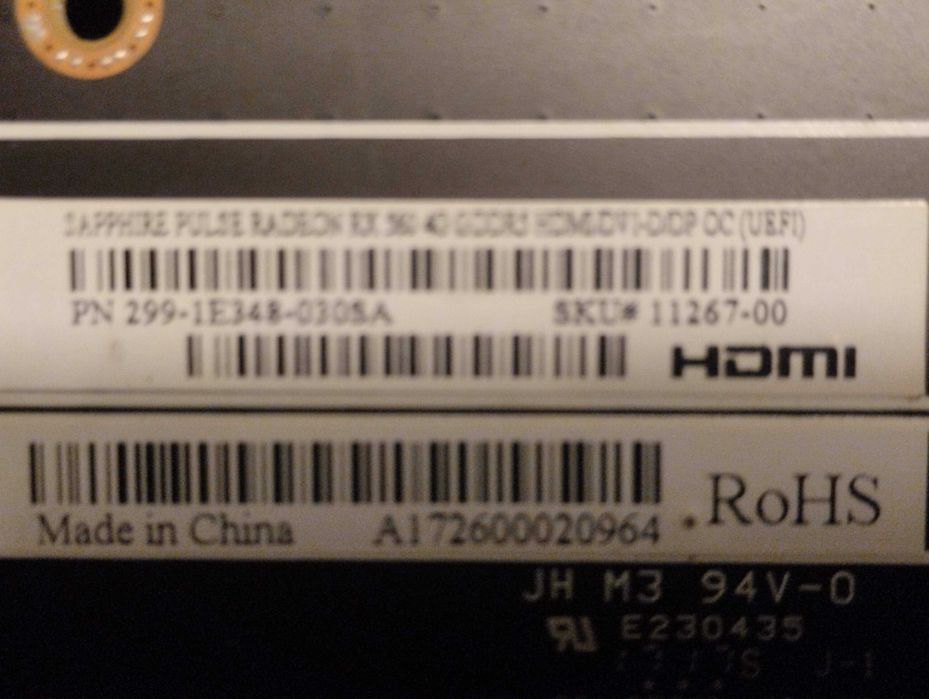 SAPPHIRE PULSE RADEON RX 560 4G GDDR5 HDMI/DVI-D/DP OC (UEFI)
PN 299-1E348-030SA SKU# 11267-00
HDMI
Made in China A172600020964 .RoHS
JH M3 94V-0
E230435